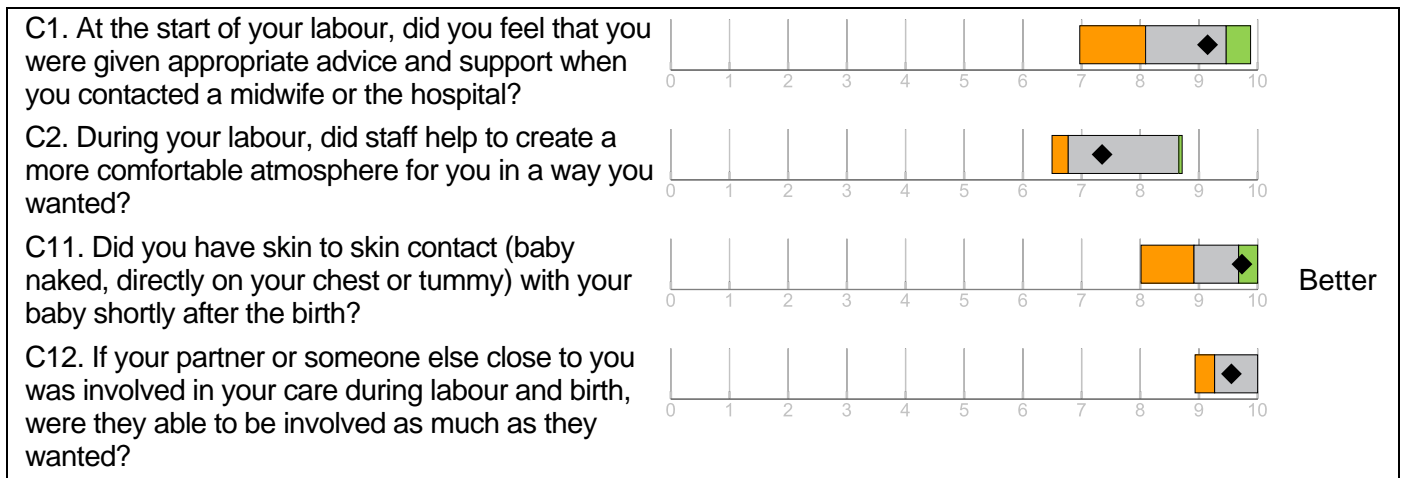 C1. At the start of your labour, did you feel that you
were given appropriate advice and support when
you contacted a midwife or the hospital?
0 1 2 3 4 5 6 7 8 9 10
C2. During your labour, did staff help to create a
more comfortable atmosphere for you in a way you
wanted?
0 1 2 3 4 5 6 7 8 9 10
C11. Did you have skin to skin contact (baby
naked, directly on your chest or tummy) with your
baby shortly after the birth?
0 1 2 3 4 5 6 7 8 9 10
Better
C12. If your partner or someone else close to you
was involved in your care during labour and birth,
were they able to be involved as much as they
wanted?
0 1 2 3 4 5 6 7 8 9 10